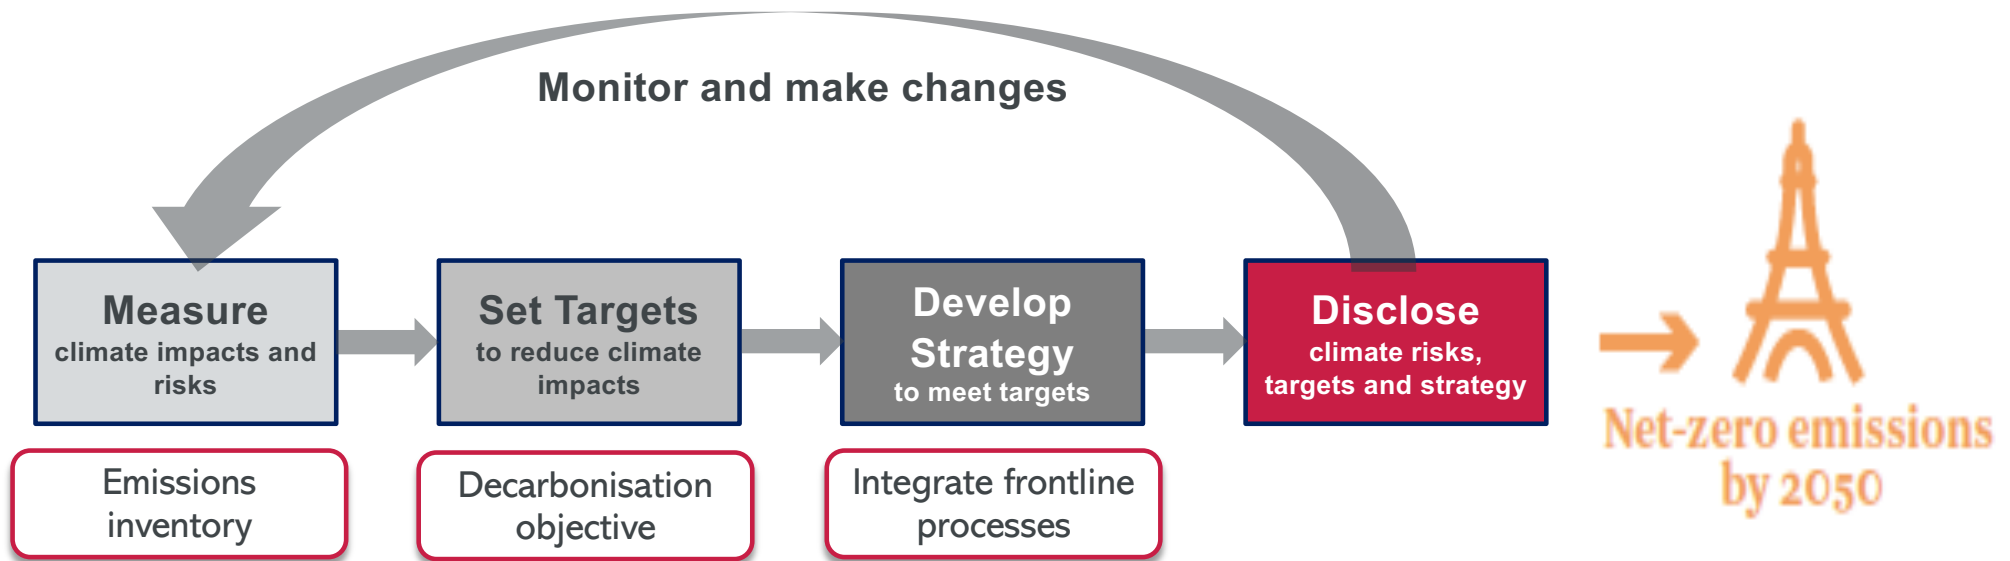 Monitor and make changes
Measure
climate impacts and
risks
Set Targets
to reduce climate
impacts
Develop
Strategy
to meet targets
Disclose
climate risks,
targets and strategy
Net-zero emissions
by 2050
Emissions
inventory
Decarbonisation
objective
Integrate frontline
processes